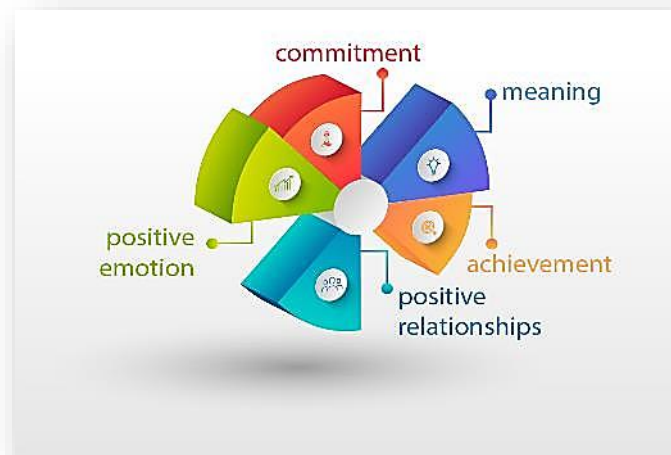 commitment
meaning
positive
emotion
achievement
positive
relationships